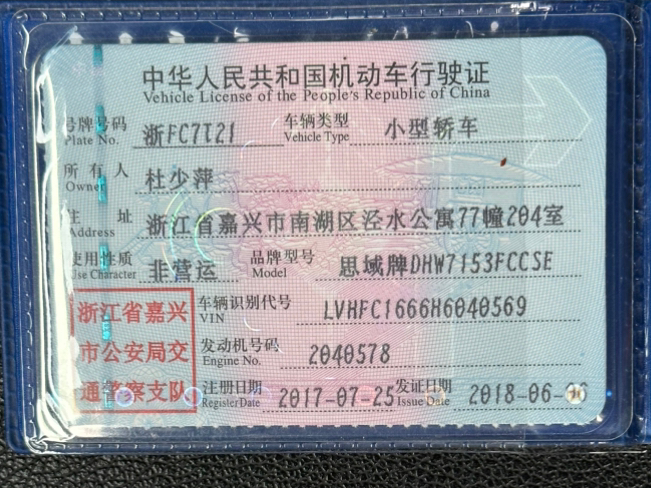 中华人民共和国机动车行驶证
Vehicle License of the People's Republic of China
号牌号码 浙FC7T21 车辆类型 小型轿车
Plate No. Vehicle Type
所有人 杜少萍
Owner
住址 浙江省嘉兴市南湖区泾水公寓77幢204室
Address
使用性质 非营运 品牌型号 思域牌DHW7153FCCSE
Use Character Model
浙江省嘉兴
市公安局交
通警察支队
车辆识别代号 LVHFC1666H6040569
VIN
发动机号码 2040578
Engine No.
注册日期 2017-07-25 发证日期 2018-06-
Register Date Issue Date